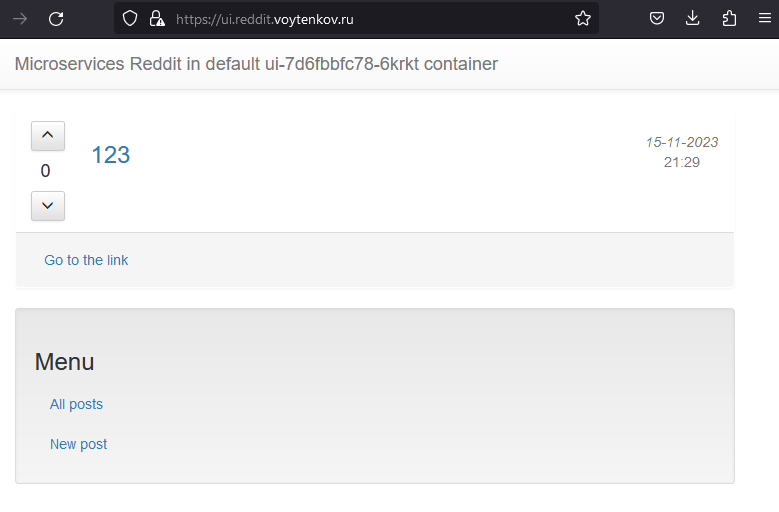 https://ui.reddit.voytenkov.ru
Microservices Reddit in default ui-7d6fbbfc78-6krkt container
123
15-11-2023
0
21:29
Go to the link
Menu
All posts
New post